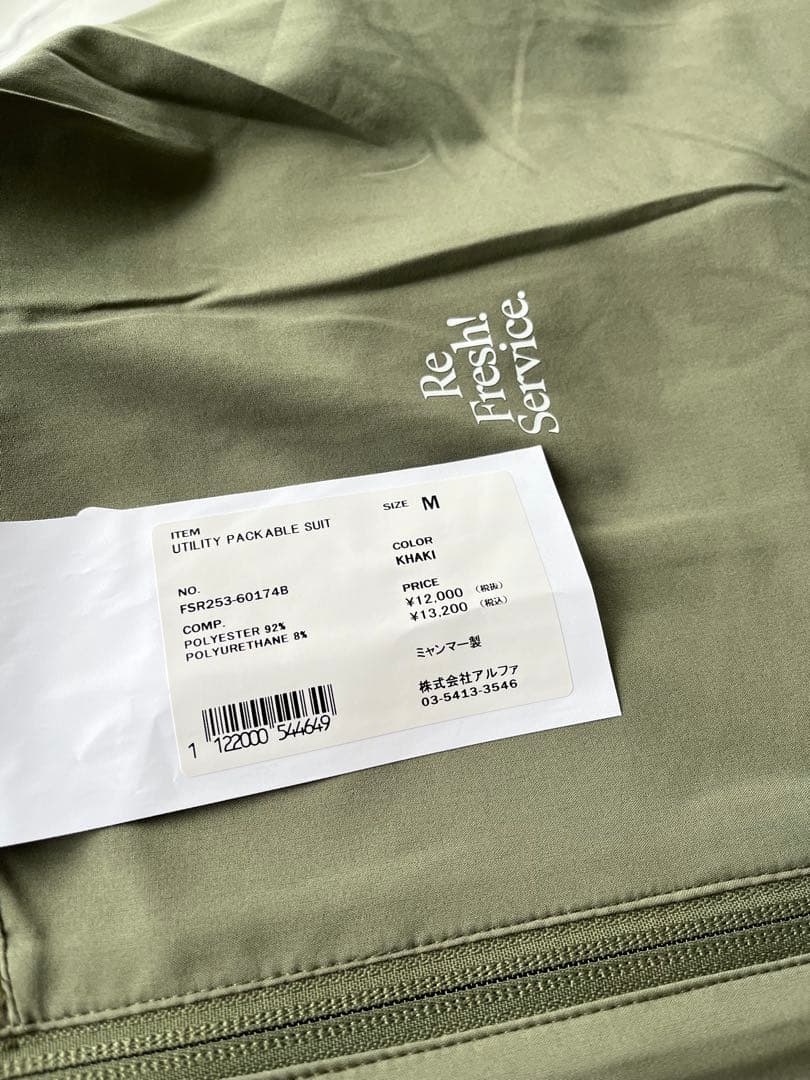 Re
Fresh!
Service.
ITEM
UTILITY PACKABLE SUIT
SIZE M
COLOR
KHAKI
NO.
FSR253-60174B
PRICE
¥12,000 (税抜)
¥13,200 (税込)
COMP.
POLYESTER 92%
POLYURETHANE 8%
ミャンマー製
株式会社アルファ
03-5413-3546
1 122000 544649